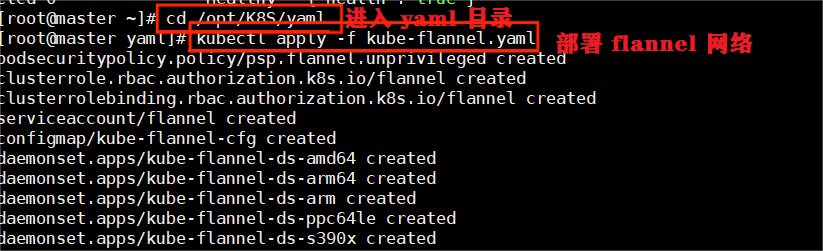 [root@master ~]# cd /opt/K8S/yaml 进入 yaml 目录
[root@master yaml]# kubectl apply -f kube-flannel.yaml 部署 flannel 网络
podsecuritypolicy.policy/psp.flannel.unprivileged created
clusterrole.rbac.authorization.k8s.io/flannel created
clusterrolebinding.rbac.authorization.k8s.io/flannel created
serviceaccount/flannel created
configmap/kube-flannel-cfg created
daemonset.apps/kube-flannel-ds-amd64 created
daemonset.apps/kube-flannel-ds-arm64 created
daemonset.apps/kube-flannel-ds-arm created
daemonset.apps/kube-flannel-ds-ppc64le created
daemonset.apps/kube-flannel-ds-s390x created